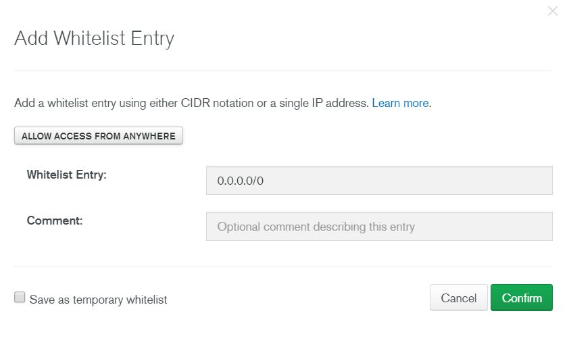 Add Whitelist Entry
Add a whitelist entry using either CIDR notation or a single IP address. Learn more.
ALLOW ACCESS FROM ANYWHERE
Whitelist Entry:
0.0.0.0/0
Comment:
Optional comment describing this entry
Save as temporary whitelist
Cancel
Confirm